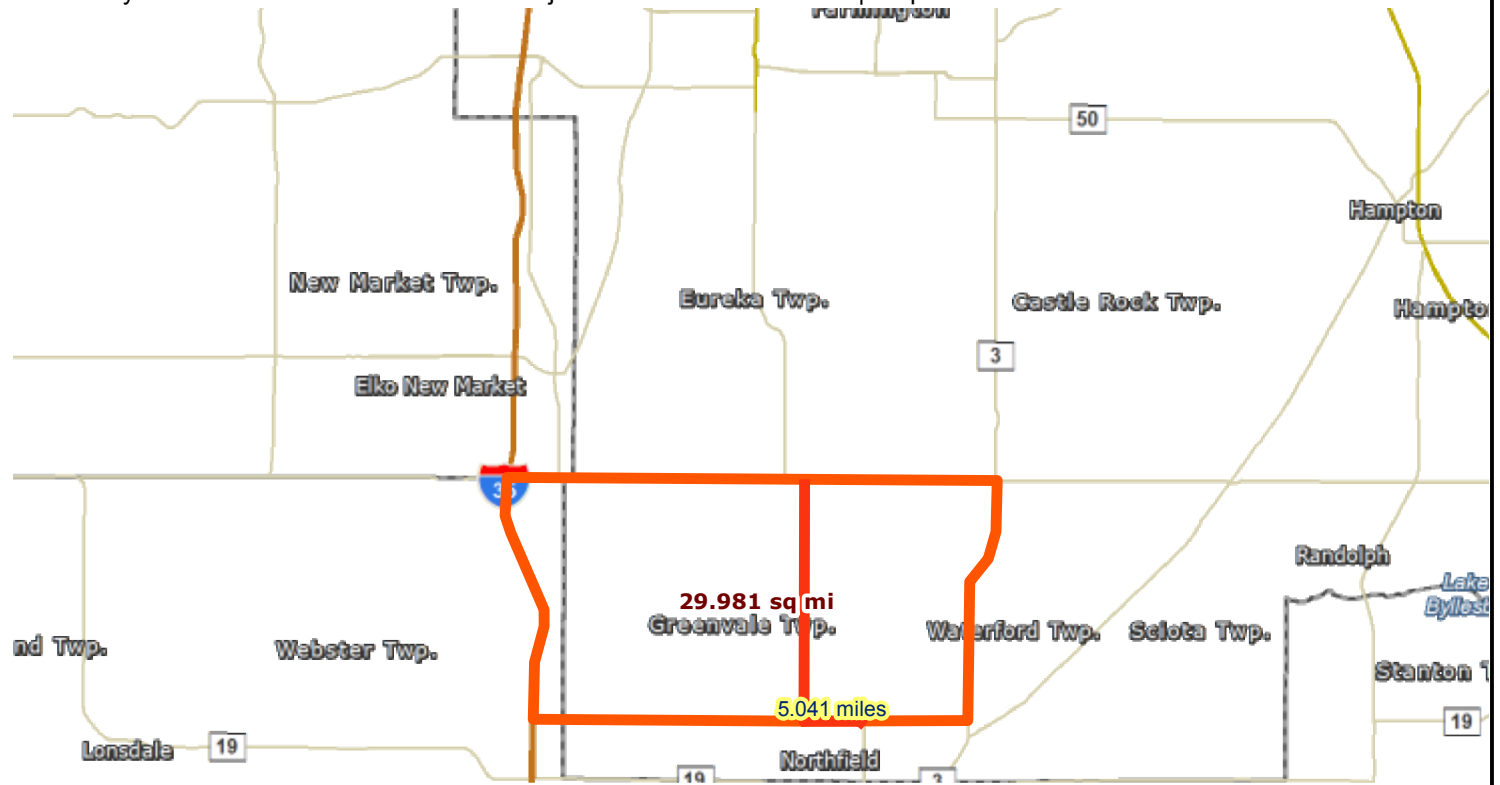 Farmington
50
Hampton
New Market Twp.
Eureka Twp.
Castle Rock Twp.
Hampto
3
Elko New Market
35
Randolph
Lake
Bylles
29.981 sq mi
Greenvale Twp.
Waterford Twp.
Sciota Twp.
nd Twp.
Webster Twp.
Stanton T
5.041 miles
19
Lonsdale
19
Northfield
19
3